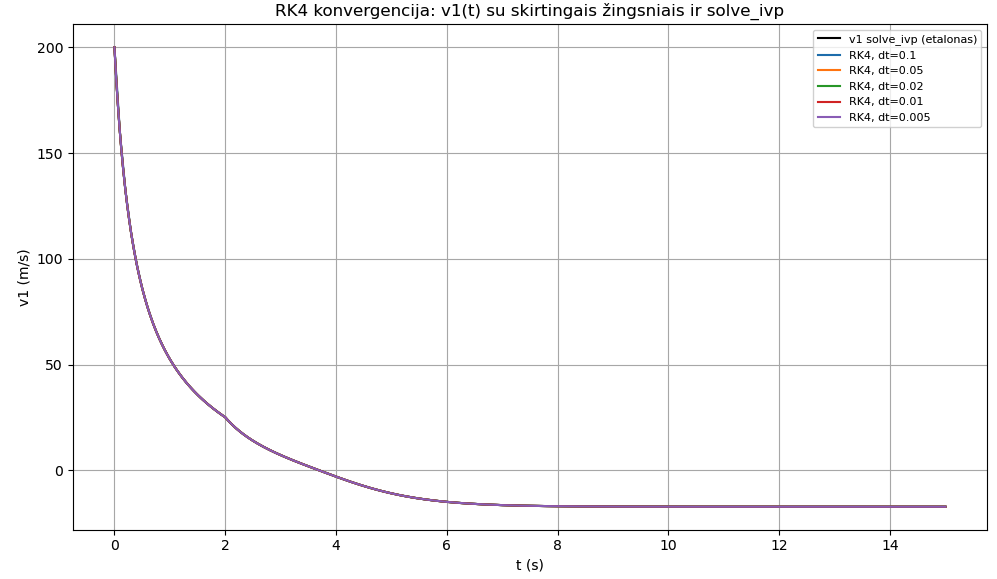 RK4 konvergencija: v1(t) su skirtingais žingsniais ir solve_ivp
v1 solve_ivp (etalonas)
RK4, dt=0.1
RK4, dt=0.05
RK4, dt=0.02
RK4, dt=0.01
RK4, dt=0.005
200
150
100
50
0
v1 (m/s)
0 2 4 6 8 10 12 14
t (s)